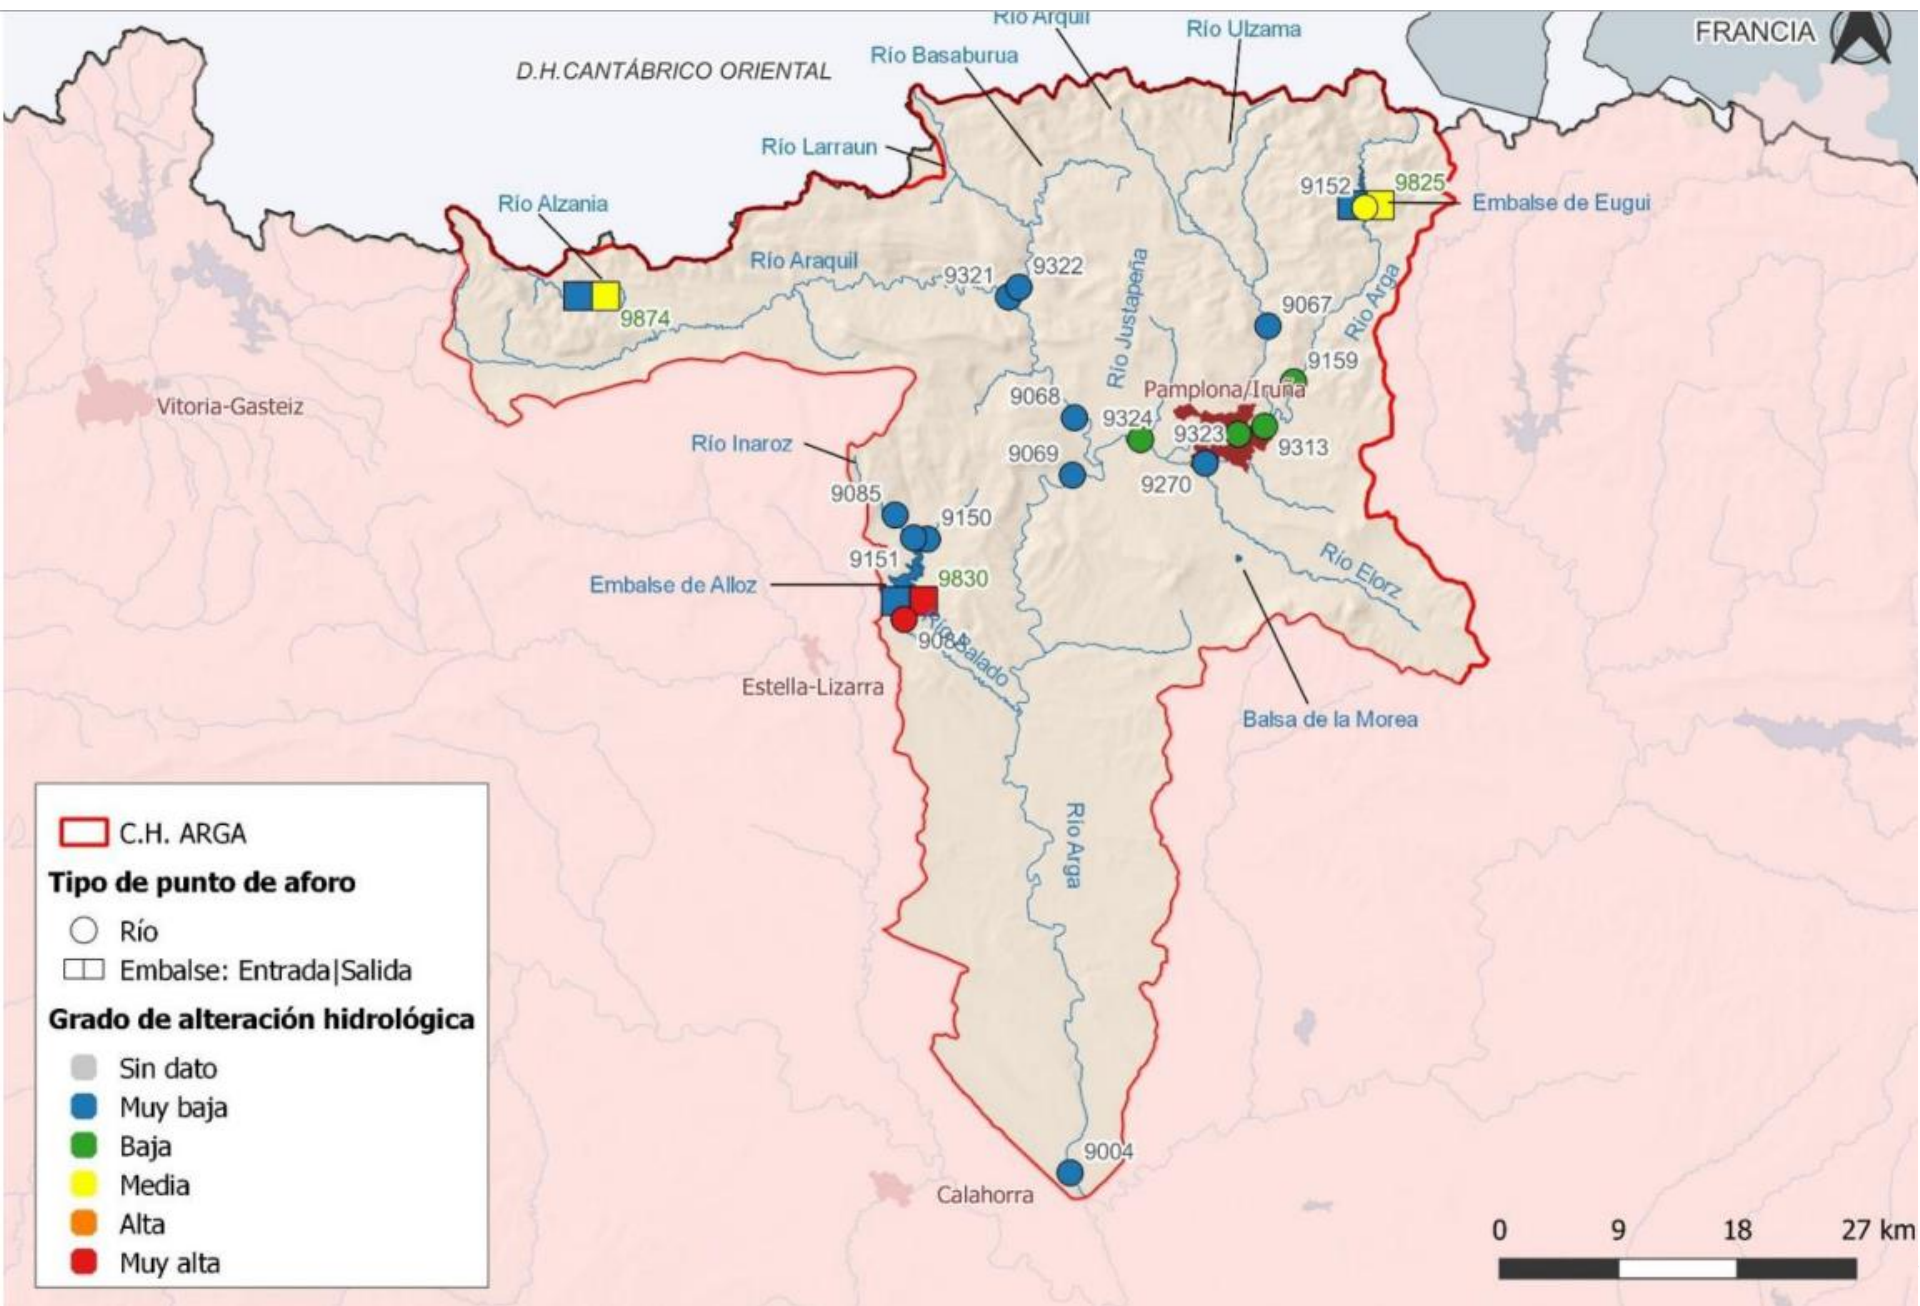 Río Arquil
Río Ulzama
FRANCIA
Río Basaburua
D.H.CANTÁBRICO ORIENTAL
Río Larraun
9152
9825
Embalse de Eugui
Río Alzania
Río Araquil
9321
9322
Río Justapeña
Río Arga
9874
9067
9159
Pamplona/Iruña
Vitoria-Gasteiz
9068
9324
9323
9313
Río Inaroz
9069
9270
9085
9150
9151
Río Elorz
Embalse de Alloz
9830
Río Salado
Estella-Lizarra
Balsa de la Morea
Río Arga
C.H. ARGA
Tipo de punto de aforo
Río
Embalse: Entrada|Salida
Grado de alteración hidrológica
Sin dato
Muy baja
Baja
Media
Alta
Muy alta
9004
Calahorra
0 9 18 27 km